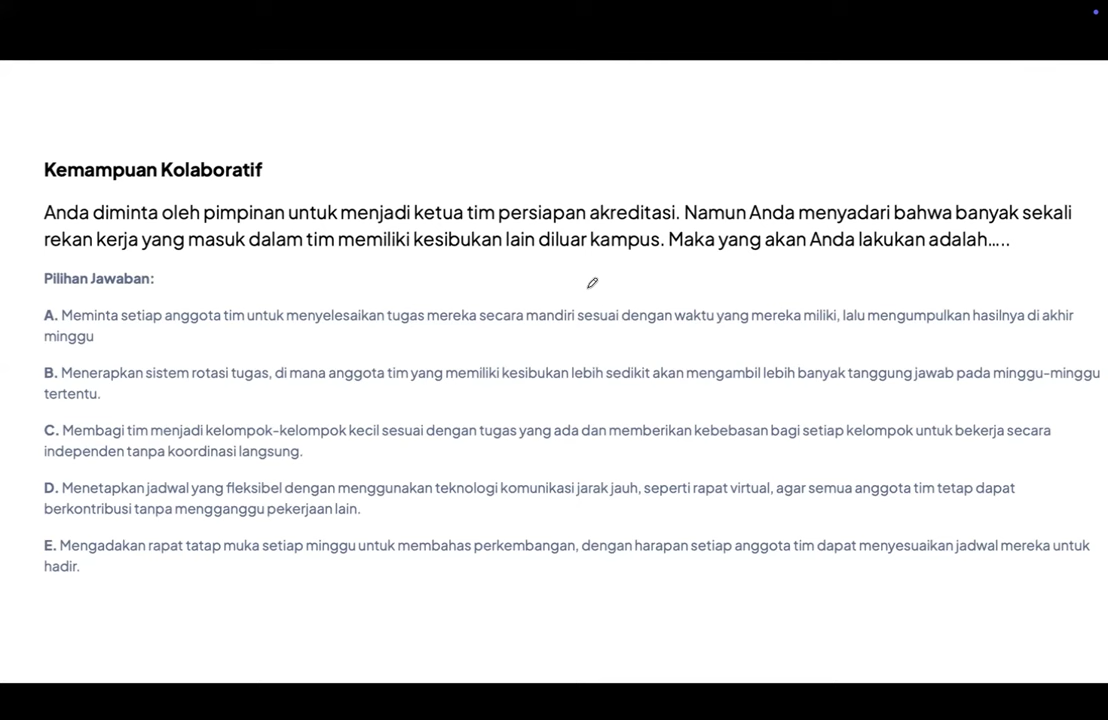 Kemampuan Kolaboratif
Anda diminta oleh pimpinan untuk menjadi ketua tim persiapan akreditasi. Namun Anda menyadari bahwa banyak sekali
rekan kerja yang masuk dalam tim memiliki kesibukan lain diluar kampus. Maka yang akan Anda lakukan adalah.....
Pilihan Jawaban:
A. Meminta setiap anggota tim untuk menyelesaikan tugas mereka secara mandiri sesuai dengan waktu yang mereka miliki, lalu mengumpulkan hasilnya di akhir
minggu
B. Menerapkan sistem rotasi tugas, di mana anggota tim yang memiliki kesibukan lebih sedikit akan mengambil lebih banyak tanggung jawab pada minggu-minggu
tertentu.
C. Membagi tim menjadi kelompok-kelompok kecil sesuai dengan tugas yang ada dan memberikan kebebasan bagi setiap kelompok untuk bekerja secara
independen tanpa koordinasi langsung.
D. Menetapkan jadwal yang fleksibel dengan menggunakan teknologi komunikasi jarak jauh, seperti rapat virtual, agar semua anggota tim tetap dapat
berkontribusi tanpa mengganggu pekerjaan lain.
E. Mengadakan rapat tatap muka setiap minggu untuk membahas perkembangan, dengan harapan setiap anggota tim dapat menyesuaikan jadwal mereka untuk
hadir.